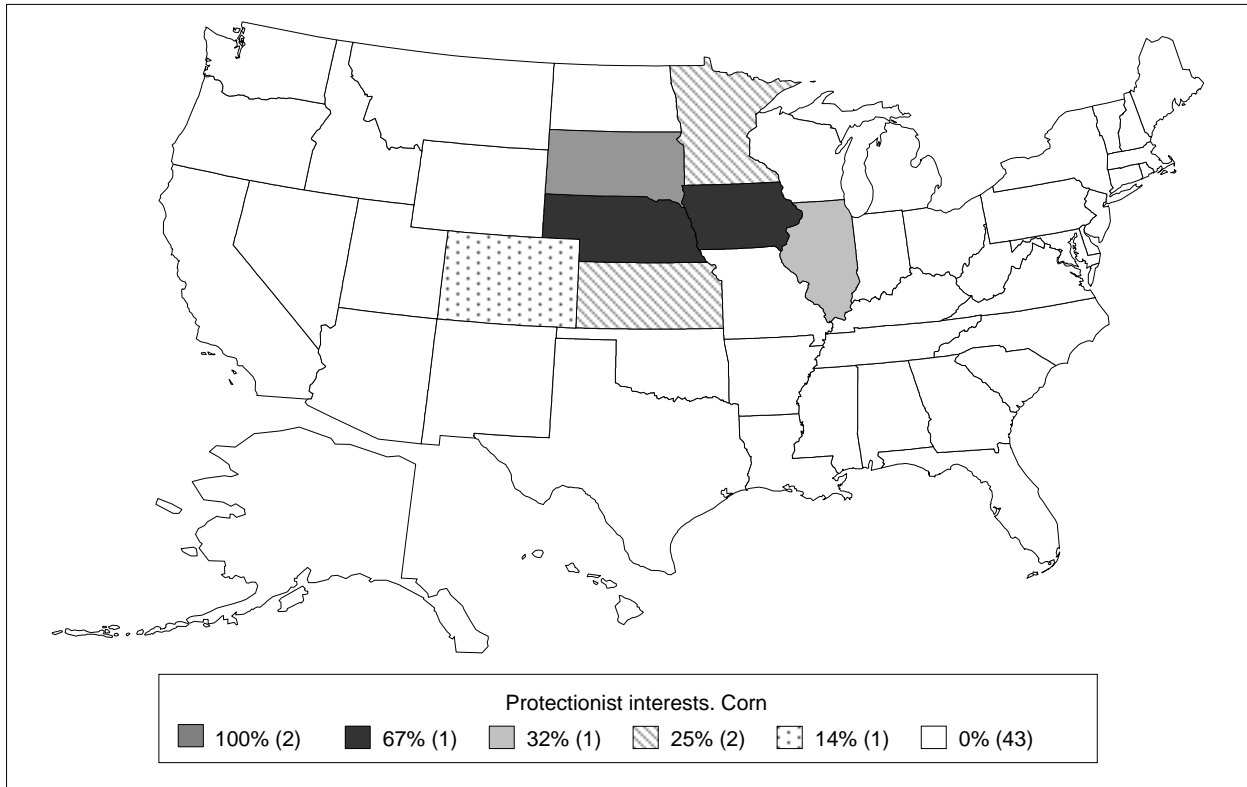 Protectionist interests. Corn
100% (2) 67% (1) 32% (1) 25% (2) 14% (1) 0% (43)